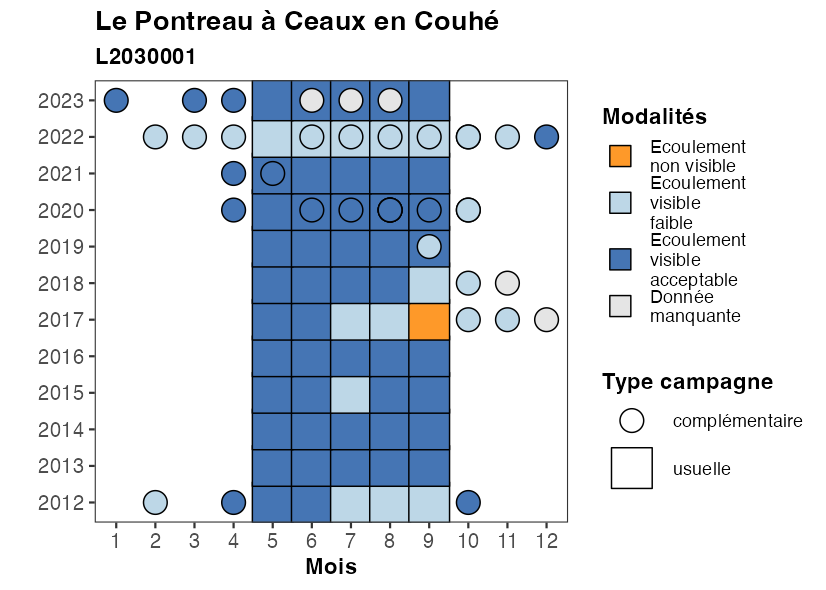 Le Pontreau à Ceaux en Couhé
L2030001
2023
2022
2021
2020
2019
2018
2017
2016
2015
2014
2013
2012
1 2 3 4 5 6 7 8 9 10 11 12
Mois
Modalités
Ecoulement
non visible
Ecoulement
visible
faible
Ecoulement
visible
acceptable
Donnée
manquante
Type campagne
complémentaire
usuelle